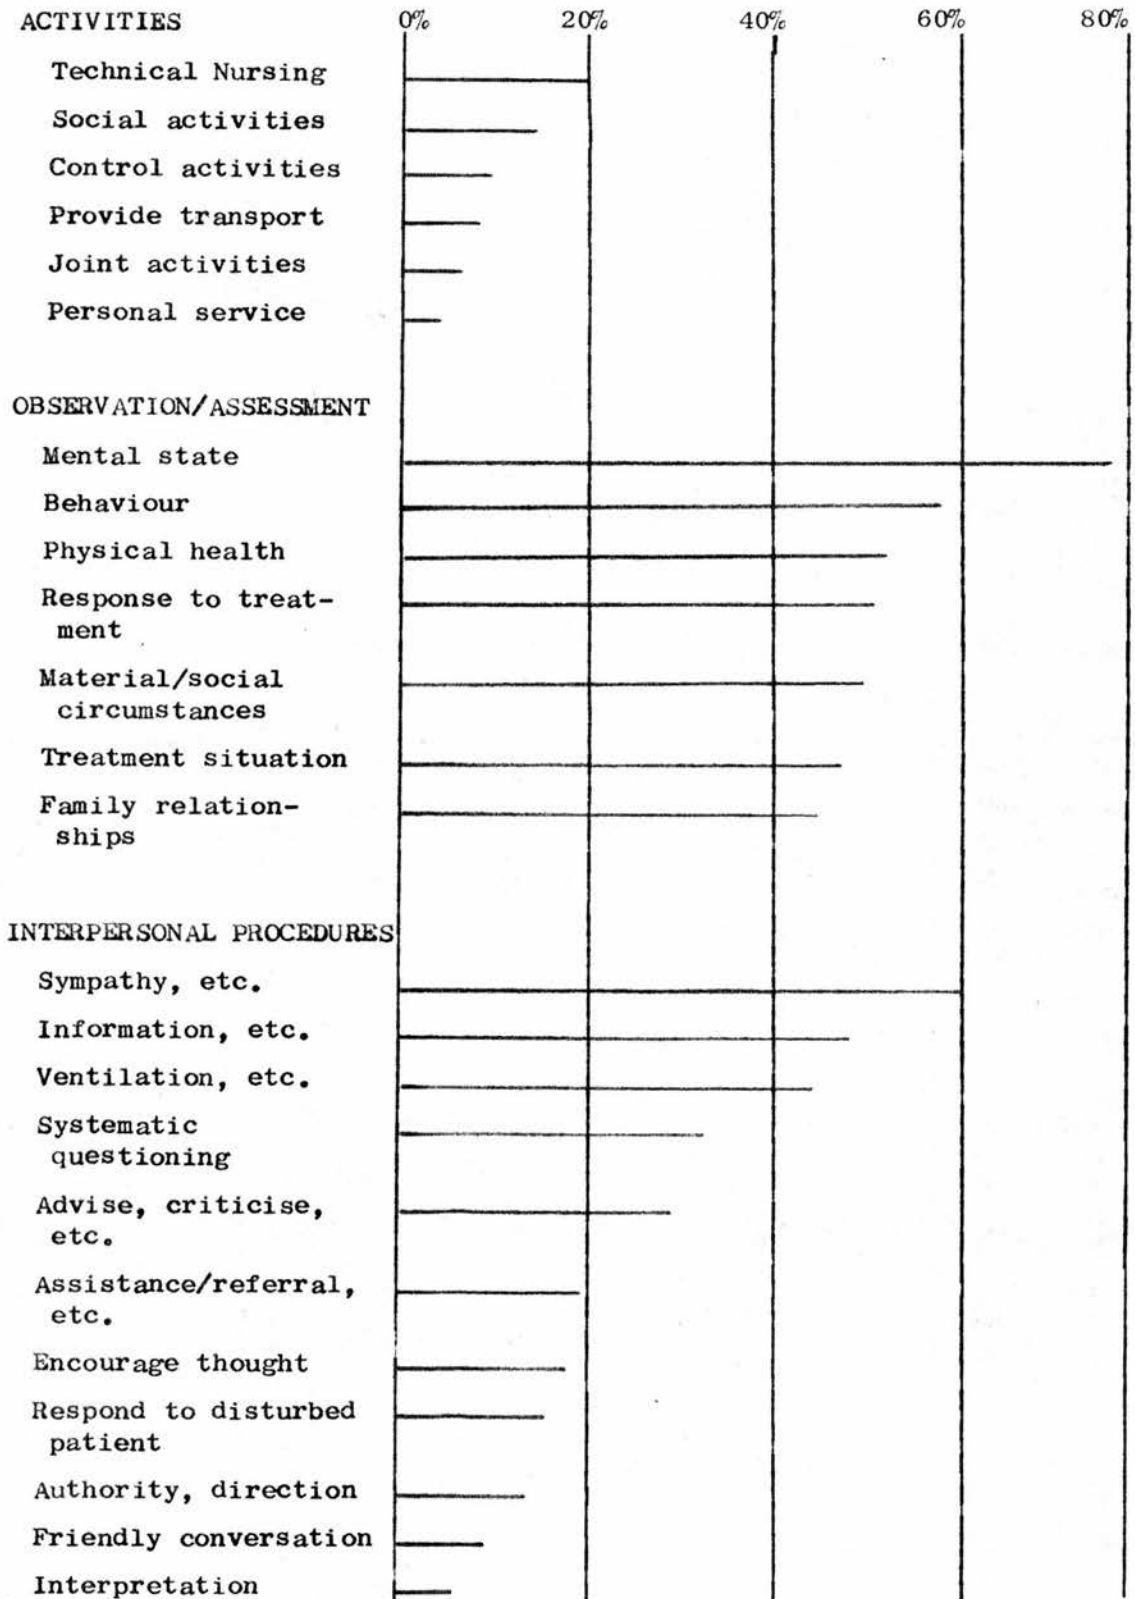 ACTIVITIES 0% 20% 40% 60% 80%
Technical Nursing
Social activities
Control activities
Provide transport
Joint activities
Personal service
OBSERVATION/ASSESSMENT
Mental state
Behaviour
Physical health
Response to treat-
ment
Material/social
circumstances
Treatment situation
Family relation-
ships
INTERPERSONAL PROCEDURES
Sympathy, etc.
Information, etc.
Ventilation, etc.
Systematic
questioning
Advise, criticise,
etc.
Assistance/referral,
etc.
Encourage thought
Respond to disturbed
patient
Authority, direction
Friendly conversation
Interpretation